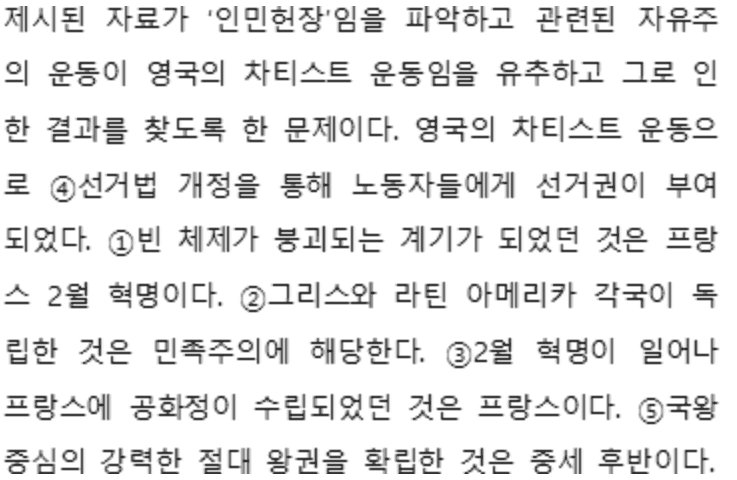 제시된 자료가 ‘인민헌장’임을 파악하고 관련된 자유주
의 운동이 영국의 차티스트 운동임을 유추하고 그로 인
한 결과를 찾도록 한 문제이다. 영국의 차티스트 운동으
로 ④선거법 개정을 통해 노동자들에게 선거권이 부여
되었다. ①빈 체제가 붕괴되는 계기가 되었던 것은 프랑
스 2월 혁명이다. ②그리스와 라틴 아메리카 각국이 독
립한 것은 민족주의에 해당한다. ③2월 혁명이 일어나
프랑스에 공화정이 수립되었던 것은 프랑스이다. ⑤국왕
중심의 강력한 절대 왕권을 확립한 것은 중세 후반이다.